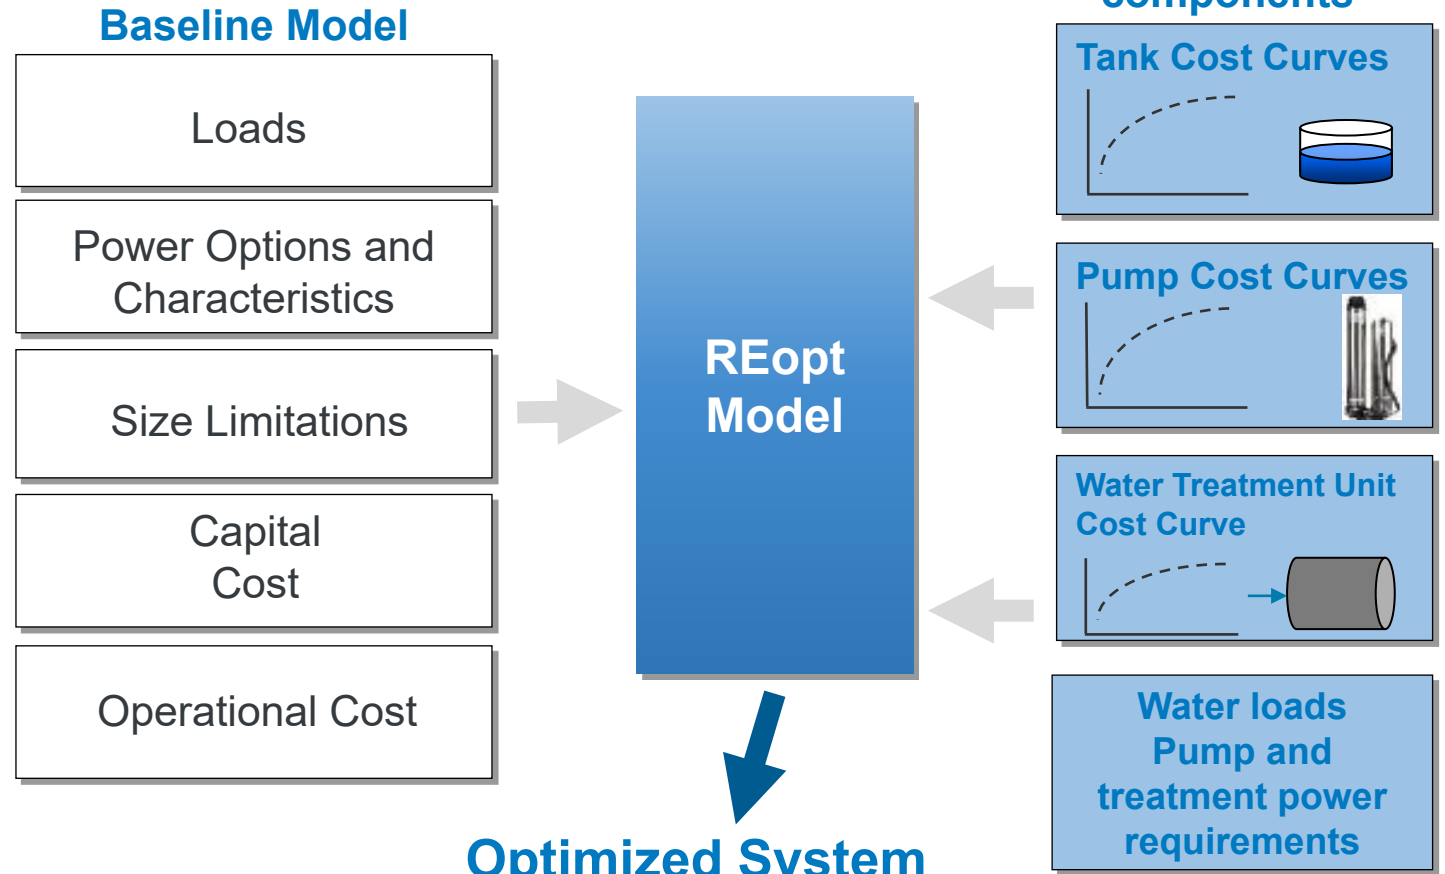 Baseline Model
Loads
Power Options and
Characteristics
Size Limitations
Capital
Cost
Operational Cost
REopt
Model
Optimized System
components
Tank Cost Curves
Pump Cost Curves
Water Treatment Unit
Cost Curve
Water loads
Pump and
treatment power
requirements